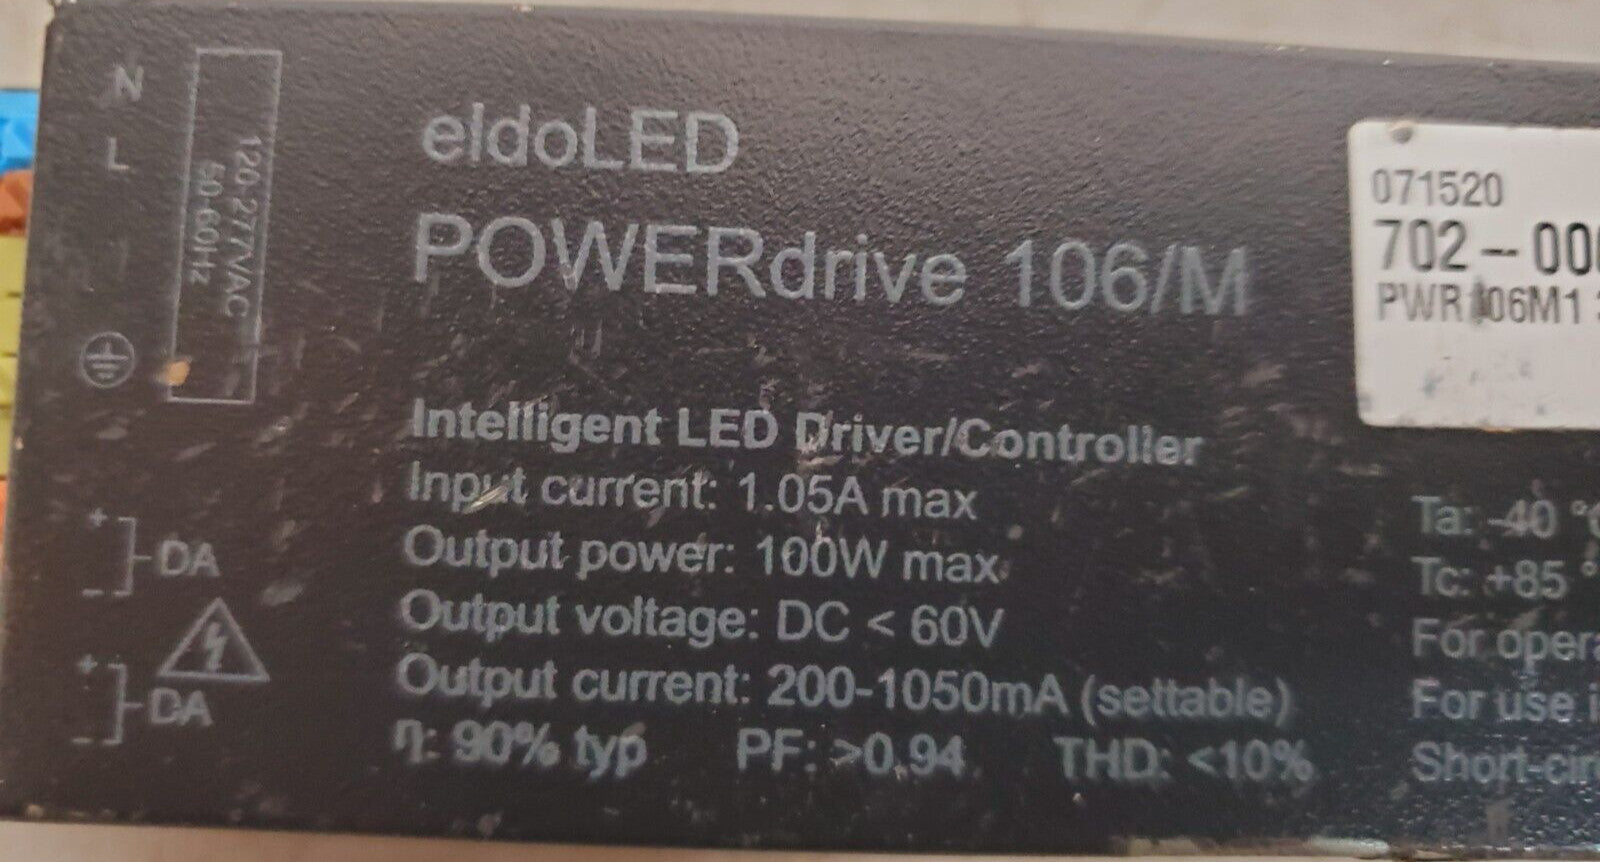 N
L
120-277VAC
50-60Hz
eldoLED
POWERdrive 106/M
071520
702-00
PWR106M1
Intelligent LED Driver/Controller
Input current: 1.05A max
Output power: 100W max
Output voltage: DC < 60V
Output current: 200-1050mA (settable)
η: 90% typ PF: >0.94 THD: <10%
+
-
DA
+
-
DA
Ta: -40 °
Tc: +85 °
For opera
For use i
Short-cir